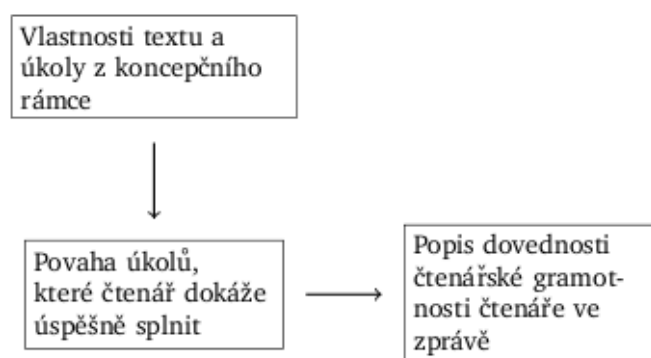 Vlastnosti textu a
úkoly z koncepčního
rámce
Povaha úkolů,
které čtenář dokáže
úspěšně splnit
Popis dovednosti
čtenářské gramot-
nosti čtenáře ve
zprávě